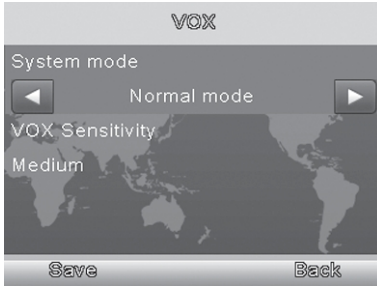 VOX
System mode
Normal mode
VOX Sensitivity
Medium
Save Back